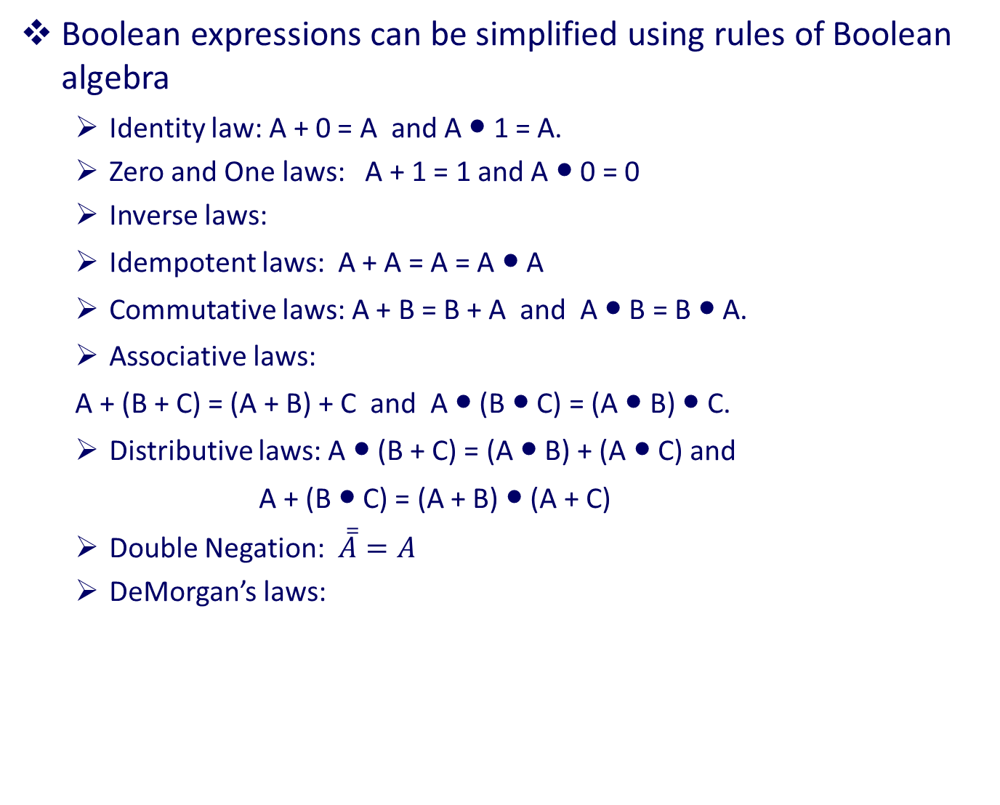 ❖ Boolean expressions can be simplified using rules of Boolean
algebra
➢ Identity law: A + 0 = A and A ● 1 = A.
➢ Zero and One laws: A + 1 = 1 and A ● 0 = 0
➢ Inverse laws:
➢ Idempotent laws: A + A = A = A ● A
➢ Commutative laws: A + B = B + A and A ● B = B ● A.
➢ Associative laws:
A + (B + C) = (A + B) + C and A ● (B ● C) = (A ● B) ● C.
➢ Distributive laws: A ● (B + C) = (A ● B) + (A ● C) and
A + (B ● C) = (A + B) ● (A + C)
➢ Double Negation: A̿ = A
➢ DeMorgan’s laws: